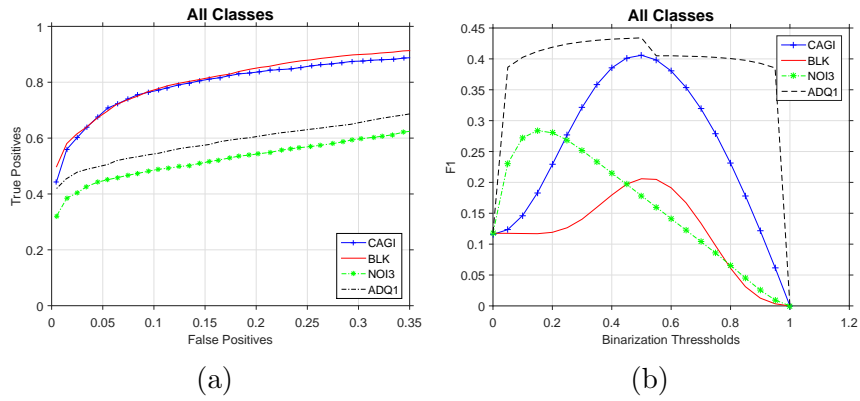 All Classes
1
0.8
0.6
0.4
0.2
0
True Positives
0 0.05 0.1 0.15 0.2 0.25 0.3 0.35
False Positives
CAGI
BLK
NOI3
ADQ1
(a)
All Classes
0.45
0.4
0.35
0.3
0.25
0.2
0.15
0.1
0.05
0
F1
0 0.2 0.4 0.6 0.8 1 1.2
Binarization Thressholds
CAGI
BLK
NOI3
ADQ1
(b)